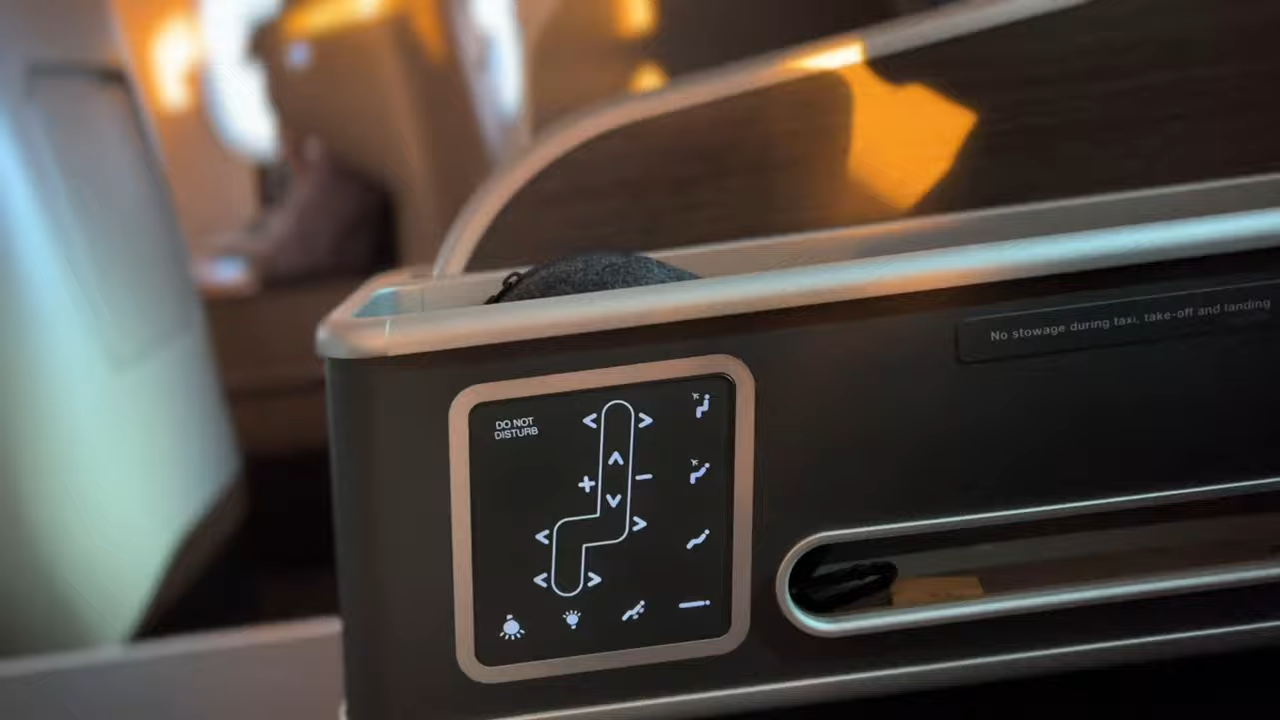 No stowage during taxi, take-off and landing
DO NOT
DISTURB